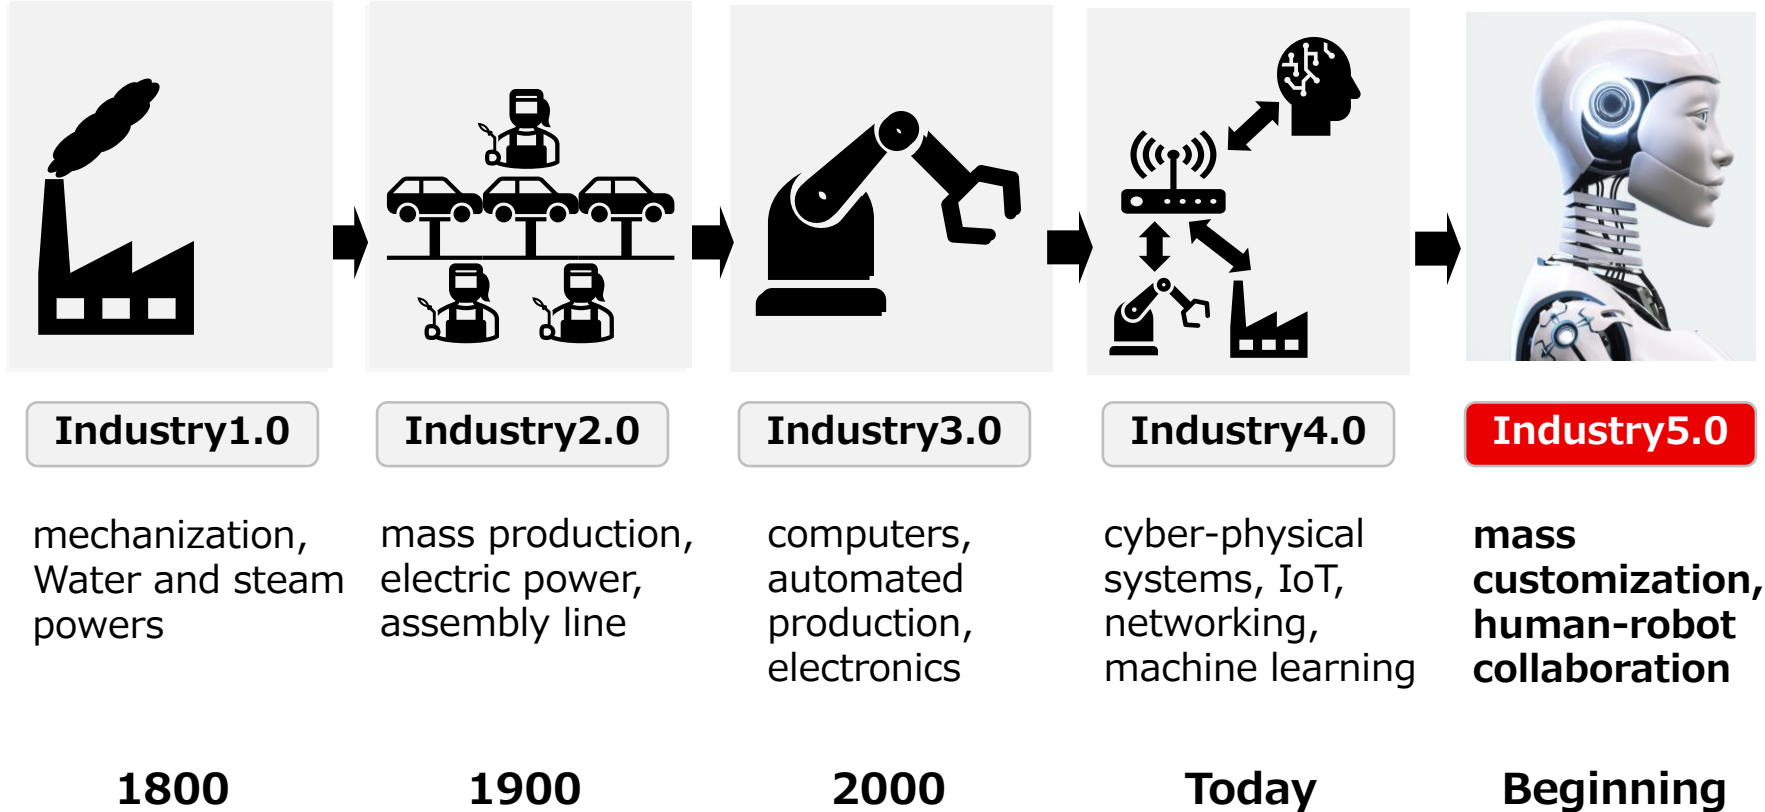 Industry1.0
Industry2.0
Industry3.0
Industry4.0
Industry5.0
mechanization,
Water and steam
powers
mass production,
electric power,
assembly line
computers,
automated
production,
electronics
cyber-physical
systems, IoT,
networking,
machine learning
mass
customization,
human-robot
collaboration
1800
1900
2000
Today
Beginning